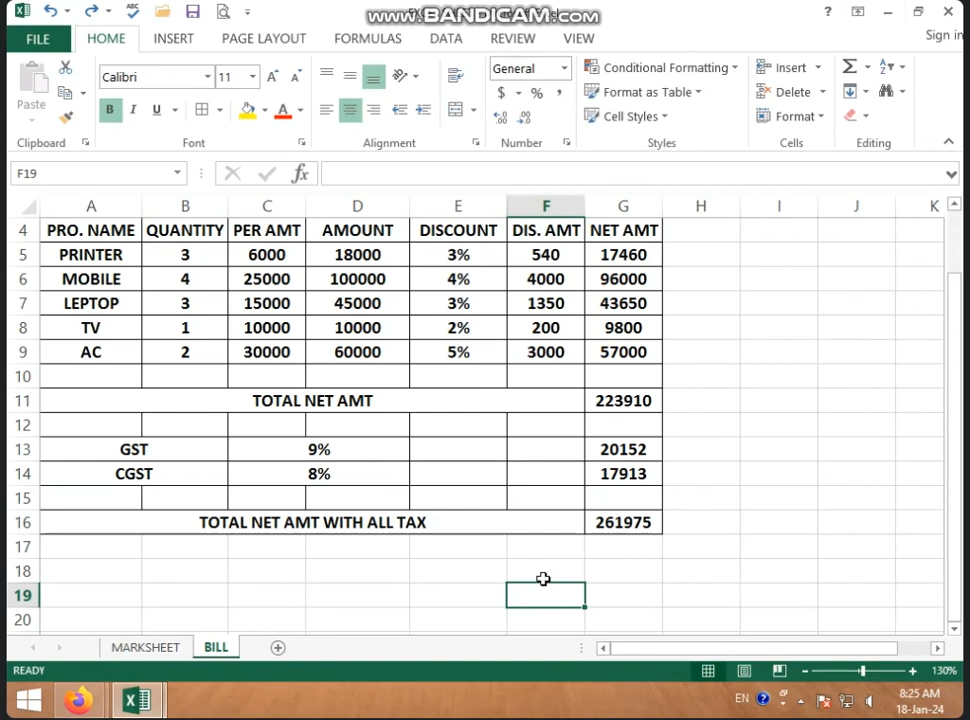 www.BANDICAM.com
FILE HOME INSERT PAGE LAYOUT FORMULAS DATA REVIEW VIEW Sign in
Paste Calibri 11 General Conditional Formatting Insert
B I U A $ % , Format as Table Delete
Cell Styles Format
Clipboard Font Alignment Number Styles Cells Editing
F19 fx
A B C D E F G H I J K
4 PRO. NAME QUANTITY PER AMT AMOUNT DISCOUNT DIS. AMT NET AMT
5 PRINTER 3 6000 18000 3% 540 17460
6 MOBILE 4 25000 100000 4% 4000 96000
7 LEPTOP 3 15000 45000 3% 1350 43650
8 TV 1 10000 10000 2% 200 9800
9 AC 2 30000 60000 5% 3000 57000
10
11 TOTAL NET AMT 223910
12
13 GST 9% 20152
14 CGST 8% 17913
15
16 TOTAL NET AMT WITH ALL TAX 261975
17
18
19
20
MARKSHEET BILL
READY 130%
EN 8:25 AM
18-Jan-24